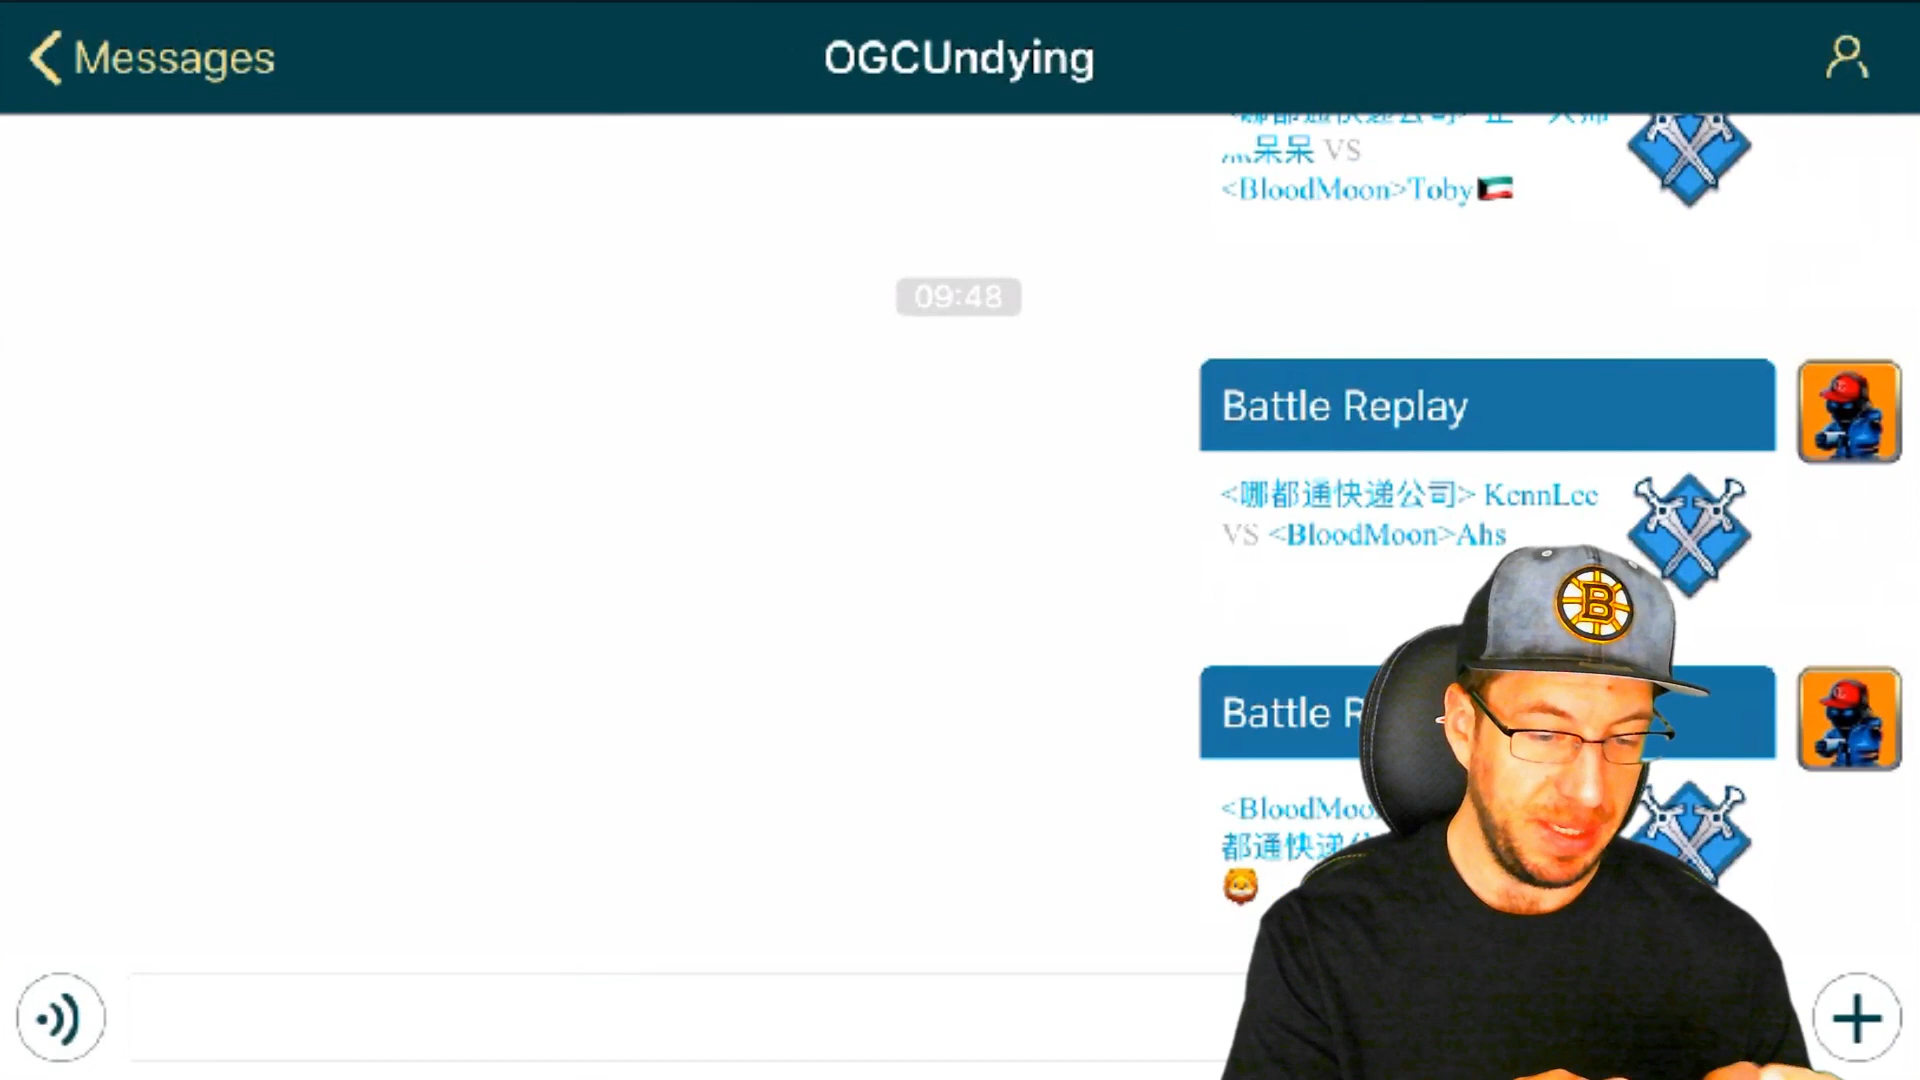 Messages
OGCUndying
呆呆 VS
<BloodMoon>Toby
09:48
Battle Replay
<哪都通快递公司> KennLee
VS <BloodMoon>Ahs
Battle
<BloodMoo
都通快递
B